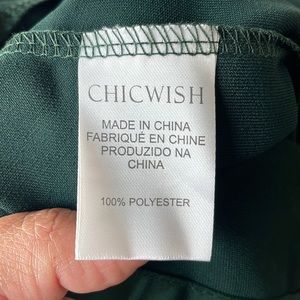 CHICWISH
MADE IN CHINA
FABRIQUÉ EN CHINE
PRODUZIDO NA
CHINA
100% POLYESTER